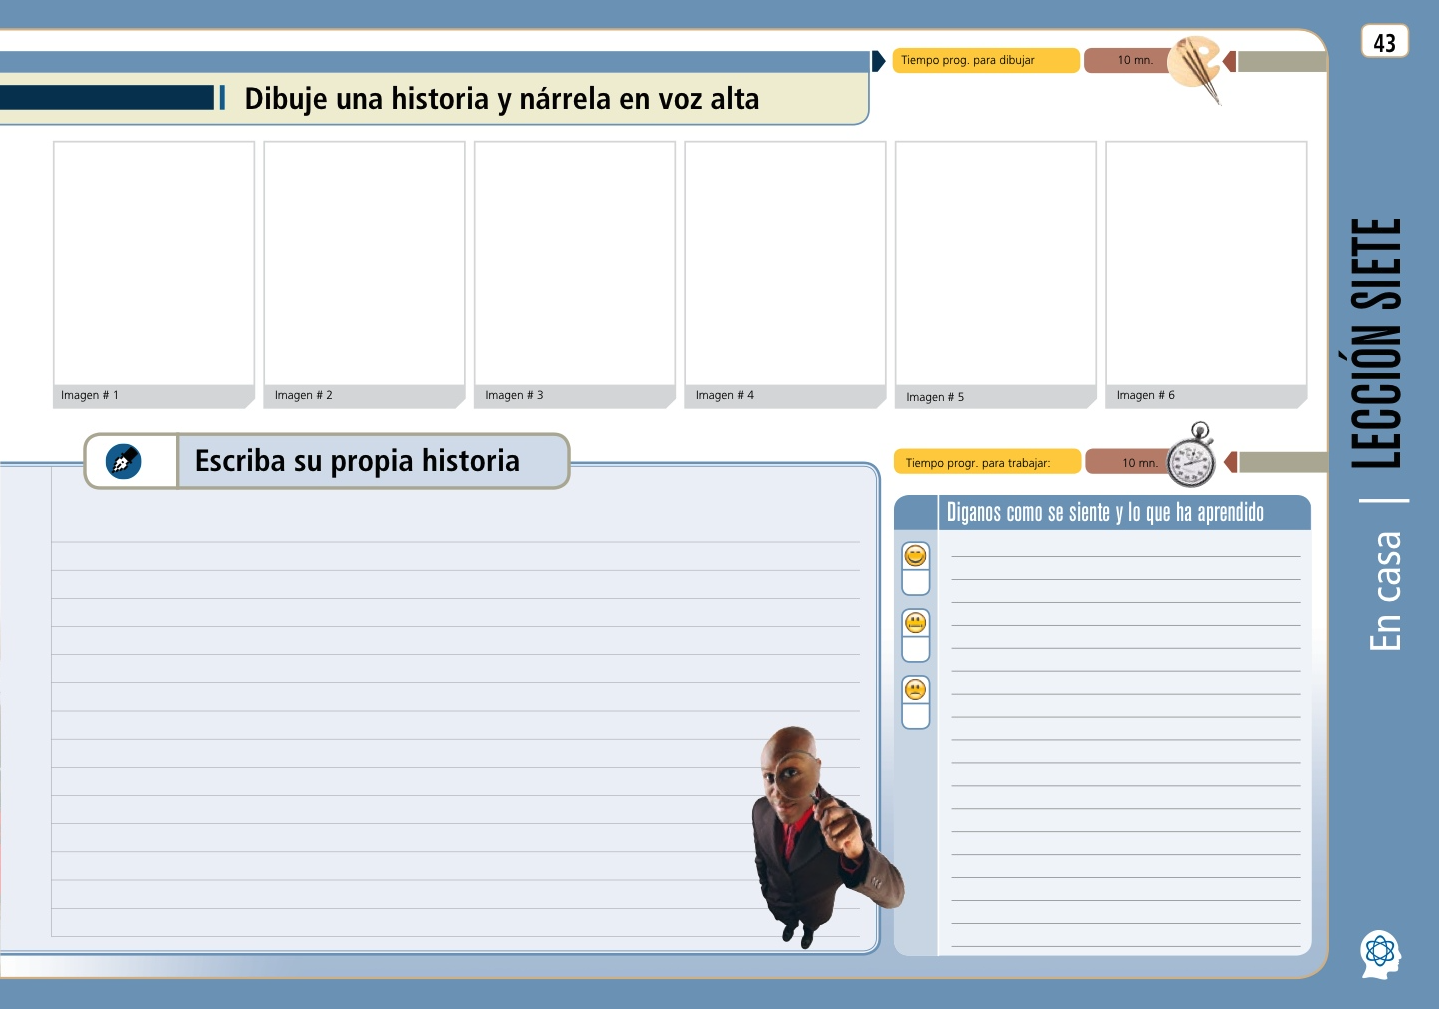 43
Tiempo prog. para dibujar
10 mn.
Dibuje una historia y nárrela en voz alta
Imagen # 1
Imagen # 2
Imagen # 3
Imagen # 4
Imagen # 5
Imagen # 6
Escriba su propia historia
Tiempo progr. para trabajar:
10 mn.
Diganos como se siente y lo que ha aprendido
En casa | LECCIÓN SIETE